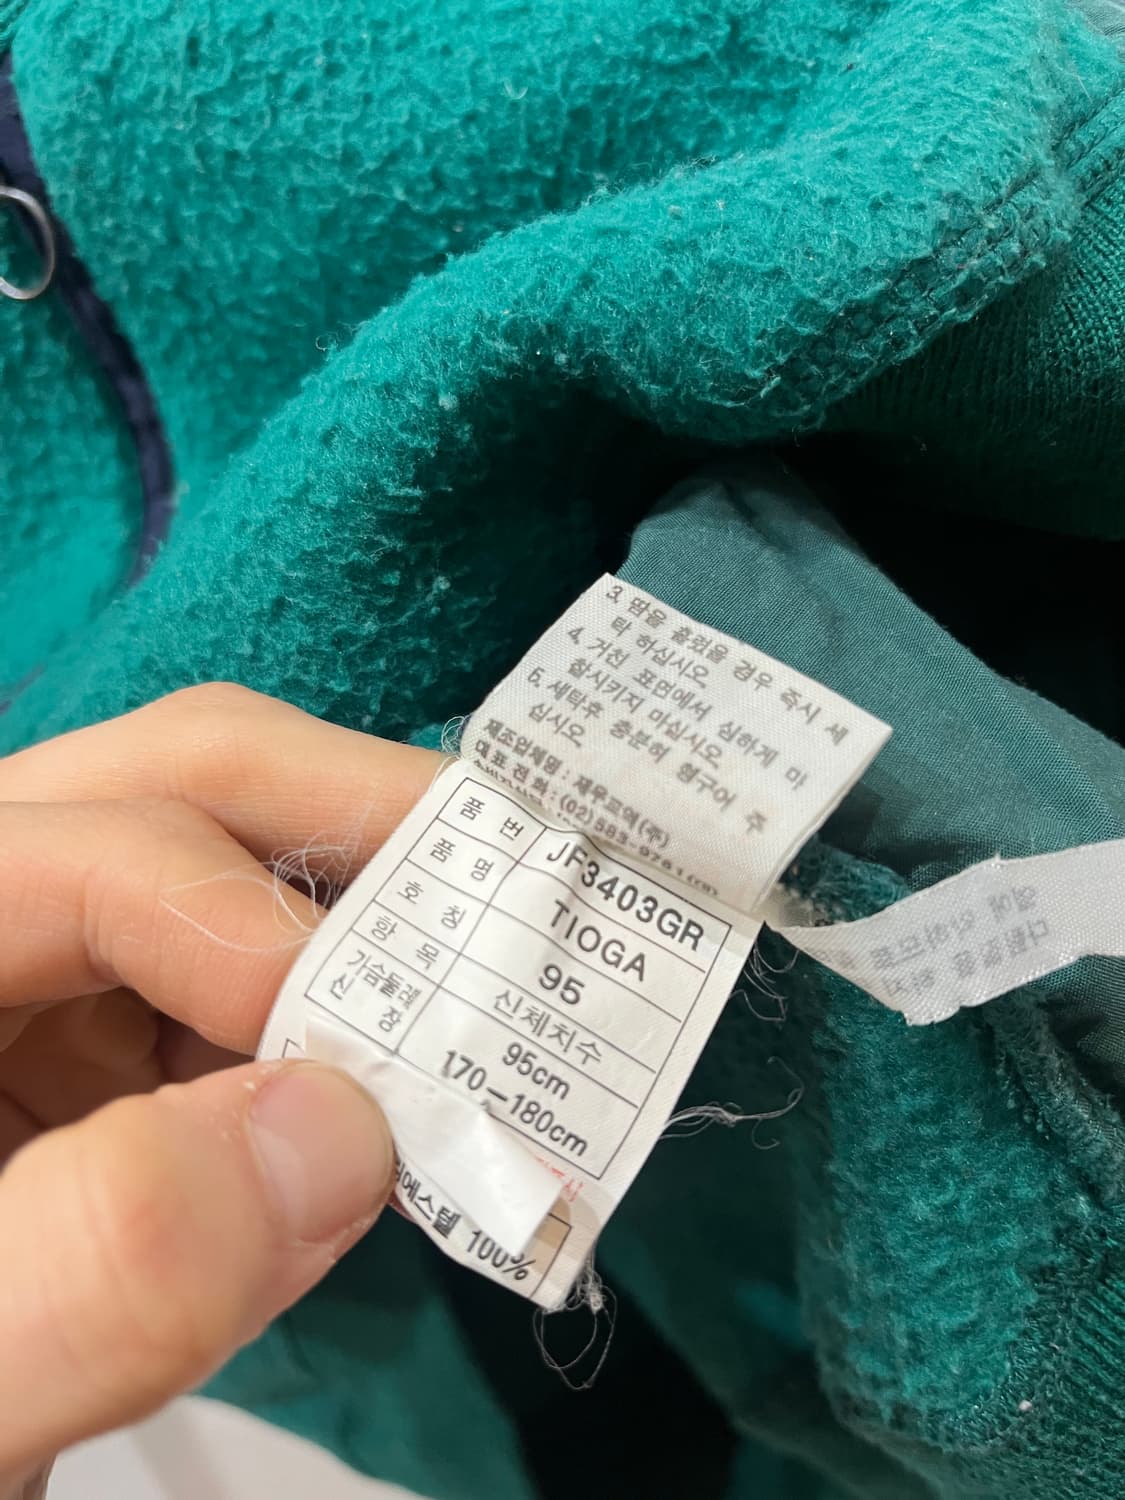 3. 땀을 흘렸을 경우 즉시 세
탁 하십시오
4. 거친 표면에서 심하게 마
찰시키지 마십시오
5. 세탁후 충분히 헹구어 주
십시오
제조업체명 : 재우교역(주)
대표전화 : (02)583-976
품 번 JF3403GR
품 명 TIOGA
호 칭 95
항 목 신체치수
가슴둘레 95cm
신 장 170-180cm
에스텔 100%